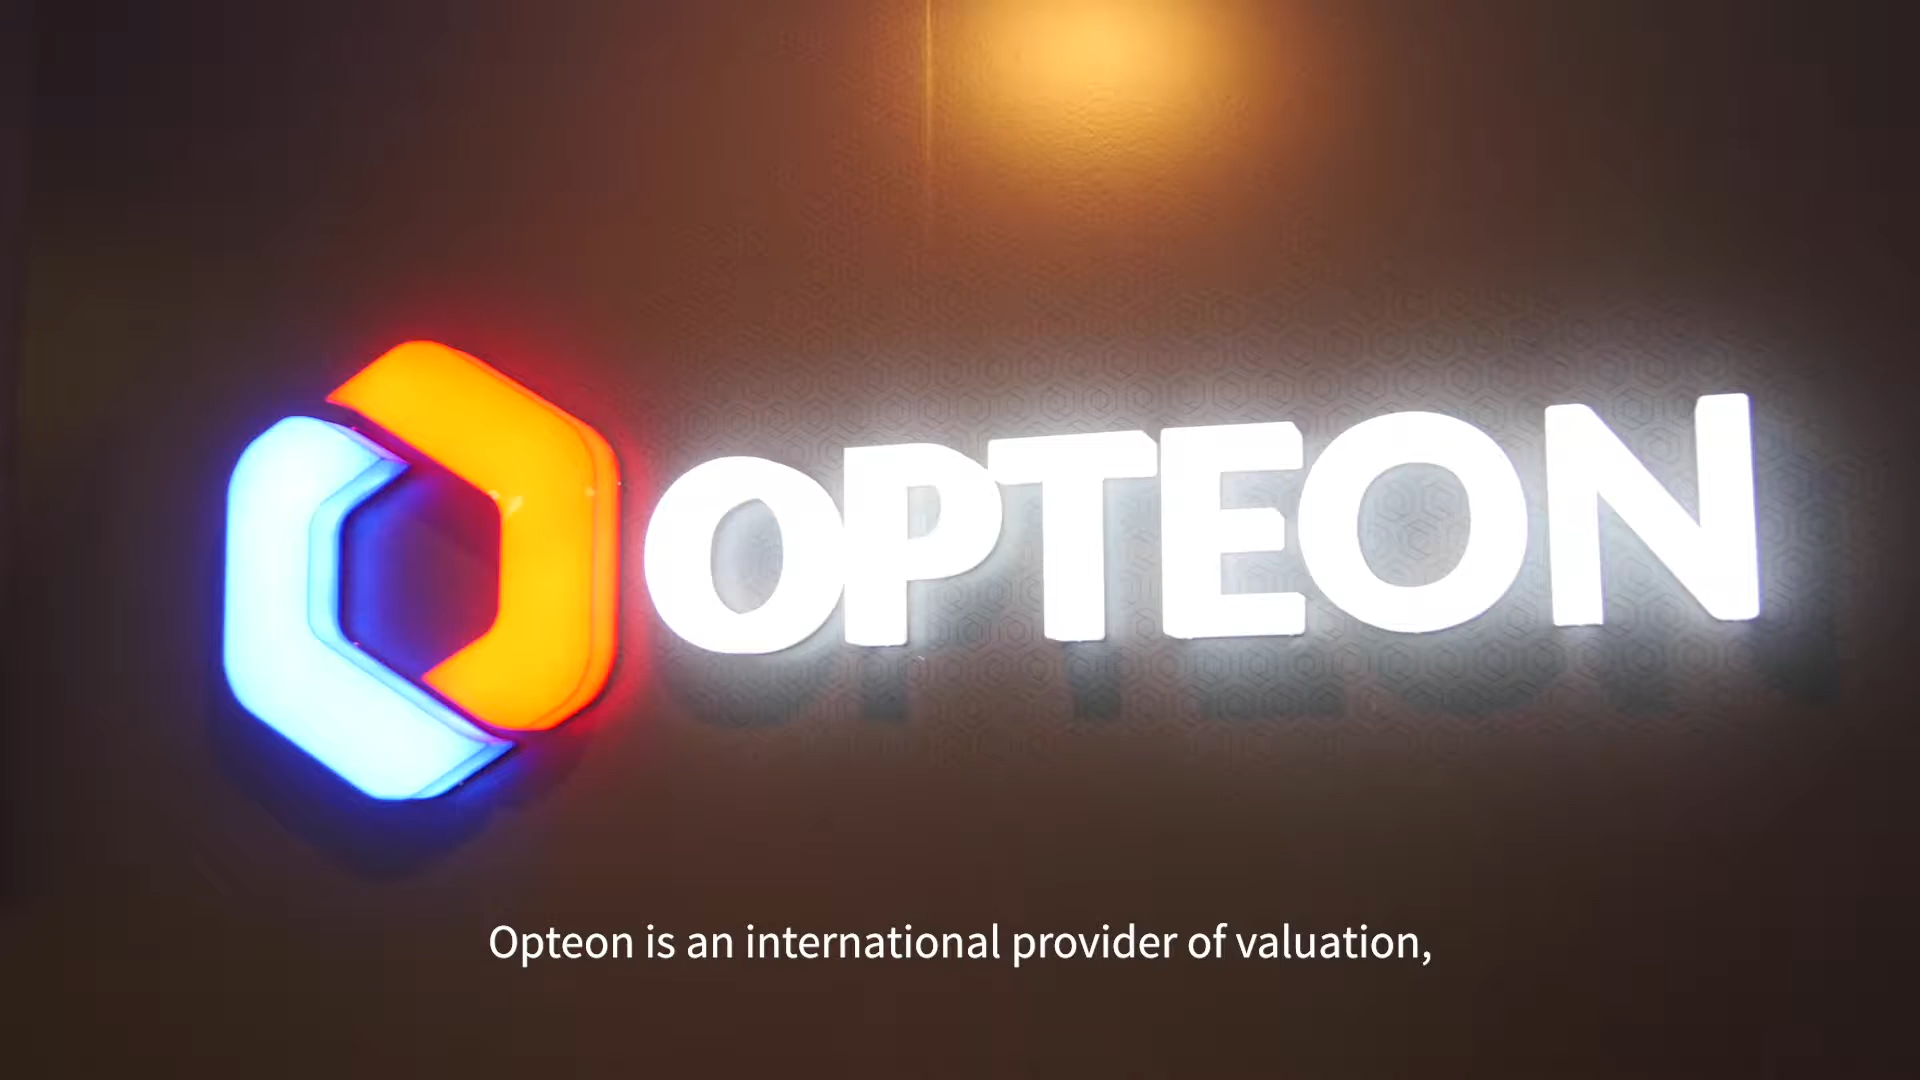 OPTEON
Opteon is an international provider of valuation,